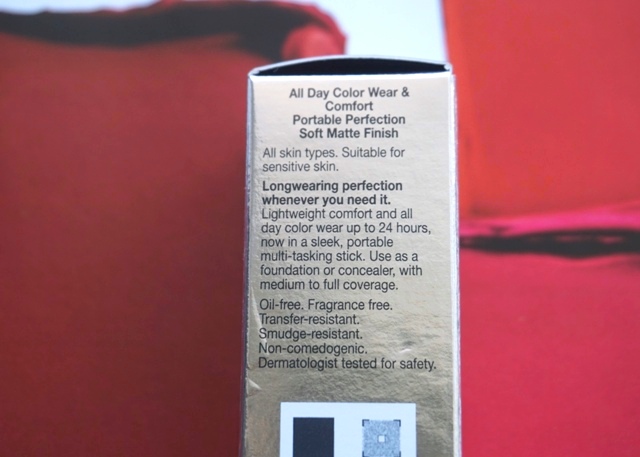 All Day Color Wear &
Comfort
Portable Perfection
Soft Matte Finish
All skin types. Suitable for
sensitive skin.
Longwearing perfection
whenever you need it.
Lightweight comfort and all
day color wear up to 24 hours,
now in a sleek, portable
multi-tasking stick. Use as a
foundation or concealer, with
medium to full coverage.
Oil-free. Fragrance free.
Transfer-resistant.
Smudge-resistant.
Non-comedogenic.
Dermatologist tested for safety.